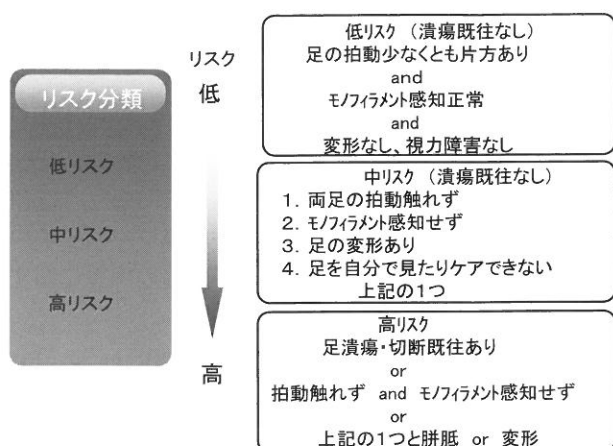 リスク分類
低リスク
中リスク
高リスク
リスク
低
高
低リスク (潰瘍既往なし)
足の拍動少なくとも片方あり
and
モノフィラメント感知正常
and
変形なし、視力障害なし
中リスク (潰瘍既往なし)
1. 両足の拍動触れず
2. モノフィラメント感知せず
3. 足の変形あり
4. 足を自分で見たりケアできない
上記の1つ
高リスク
足潰瘍・切断既往あり
or
拍動触れず and モノフィラメント感知せず
or
上記の1つと胼胝 or 変形